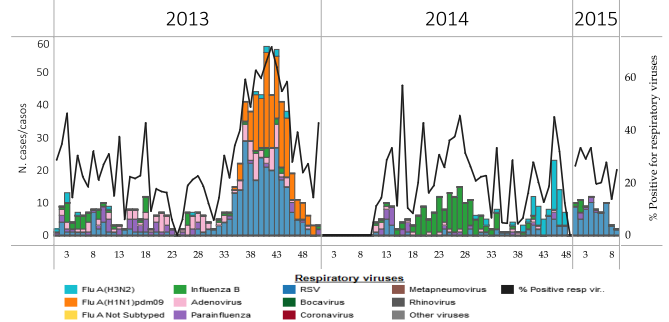 2013 2014 2015
60
50
40
30
20
10
0
N. cases/casos
60
40
20
0
% Positive for respiratory viruses
3 8 13 18 23 28 33 38 43 48 3 8 13 18 23 28 33 38 43 48 3 8
Respiratory viruses
Flu A(H3N2) Influenza B RSV Metapneumovirus % Positive resp vir..
Flu A(H1N1)pdm09 Adenovirus Bocavirus Rhinovirus
Flu A Not Subtyped Parainfluenza Coronavirus Other viruses